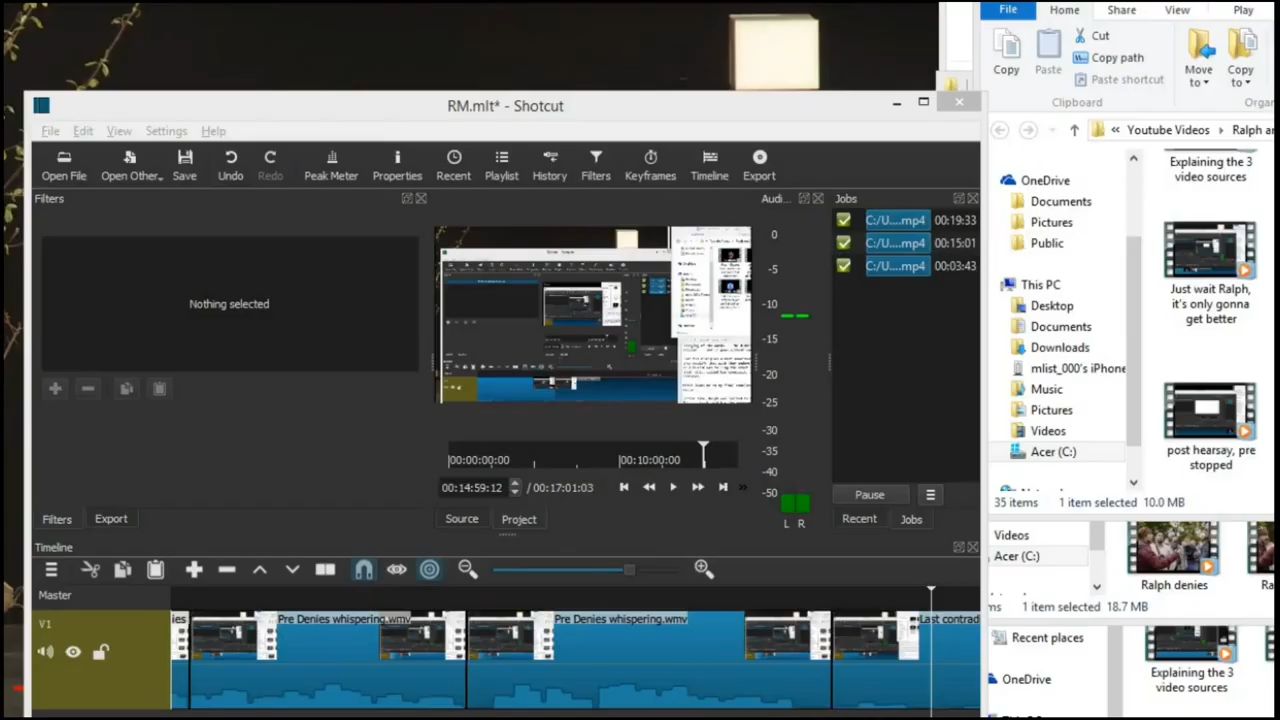 RM.mlt* - Shotcut
File Edit View Settings Help
Open File Open Other... Save Undo Redo Peak Meter Properties Recent Playlist History Filters Keyframes Timeline Export
Filters
Nothing selected
Filters Export
|00:00:00:00 |00:10:00:00
00:14:59:12 / 00:17:01:03
Source Project
Audi...
0
-5
-10
-15
-20
-25
-30
-35
-40
-45
-50
L R
Jobs
C:/U....mp4 00:19:33
C:/U....mp4 00:15:01
C:/U....mp4 00:03:43
Pause
Recent Jobs
Timeline
Master
V1
ies Pre Denies whispering.wmv Pre Denies whispering.wmv Last contrad
File Home Share View Play
Copy Paste
Cut
Copy path
Paste shortcut
Move to
Copy to
Clipboard
Organ
« Youtube Videos Ralph a
OneDrive
Documents
Pictures
Public
This PC
Desktop
Documents
Downloads
mlist_000's iPhone
Music
Pictures
Videos
Acer (C:)
Explaining the 3
video sources
Just wait Ralph,
it's only gonna
get better
post hearsay, pre
stopped
35 items 1 item selected 10.0 MB
Videos
Acer (C:)
Ralph denies
Ra
ms 1 item selected 18.7 MB
Recent places
OneDrive
Explaining the 3
video sources